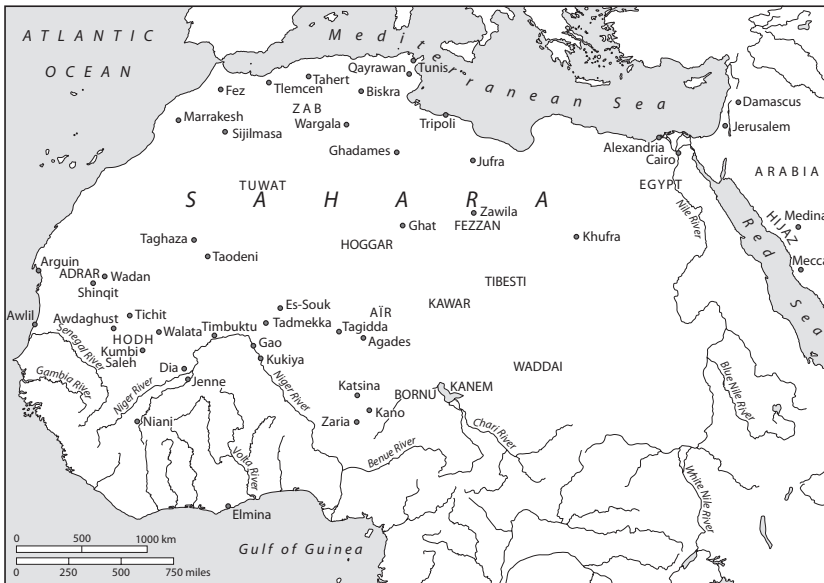 ATLANTIC
OCEAN
Mediterranean Sea
Tunis
Qayrawan
Tahert
Tlemcen
Biskra
Fez
ZAB
Damascus
Marrakesh
Wargala
Tripoli
Jerusalem
Sijilmasa
Alexandria
Cairo
Ghadames
Jufra
ARABIA
EGYPT
TUWAT
SAHARA
Nile River
Zawila
FEZZAN
Medina
HIJAZ
Red Sea
Ghat
Khufra
Taghaza
HOGGAR
Taodeni
Mecca
Arguin
ADRAR
Wadan
Shinqit
TIBESTI
KAWAR
Es-Souk
AÏR
Awlil
Tichit
Awdaghust
Tadmekka
HODH
Walata
Timbuktu
Tagidda
Agades
Senegal River
Kumbi
Saleh
Gao
Kukiya
Dia
Jenne
WADDAI
Gambia River
Niger River
Niger River
Katsina
BORNU
KANEM
Blue Nile River
Kano
Niani
Zaria
Chari River
Volta River
Benue River
White Nile River
Elmina
Gulf of Guinea
0 500 1000 km
0 250 500 750 miles